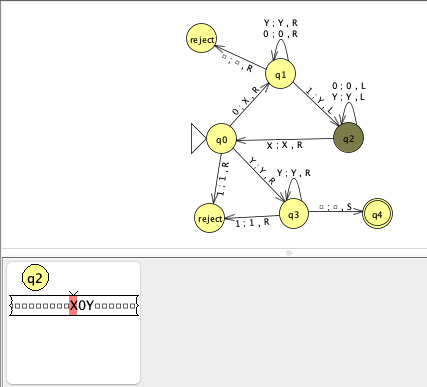 Y;Y,R
0;0,R
reject
□;□,R
q1
0;X,R
1;Y,L
0;0,L
Y;Y,L
q0
X;X,R
q2
1;1,R
Y;Y,R
Y;Y,R
reject
1;1,R
q3
□;□,S
q4
q2
□□□□□□□□X0Y□□□□□□